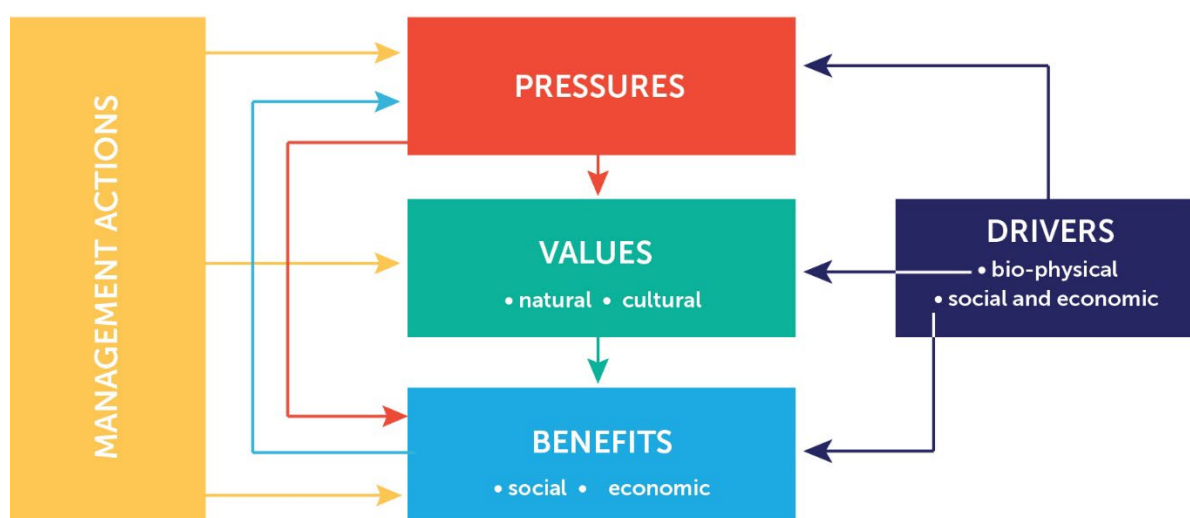 MANAGEMENT ACTIONS
PRESSURES
VALUES
• natural • cultural
BENEFITS
• social • economic
DRIVERS
• bio-physical
• social and economic